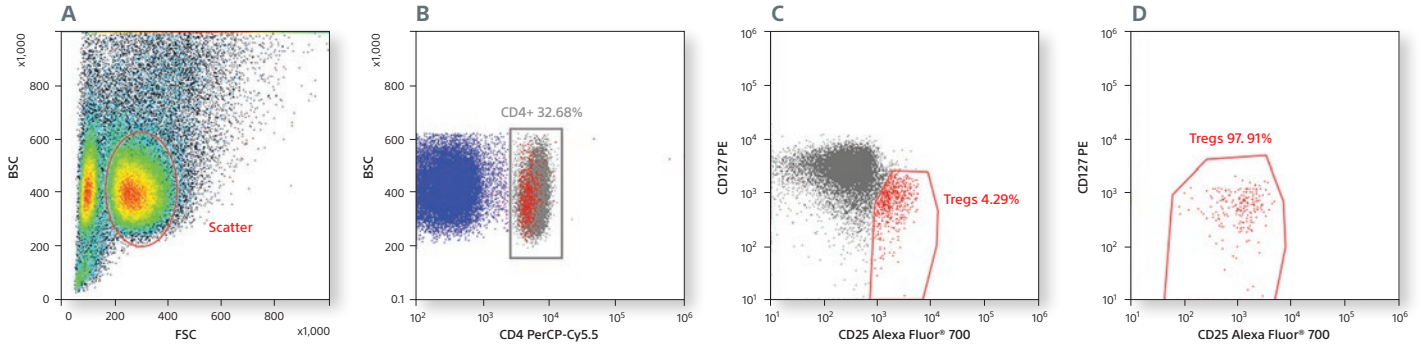 A
x1,000
800
600
400
200
0
BSC
Scatter
0
200
400
600
800
x1,000
FSC
B
x1,000
800
600
400
200
0.1
BSC
CD4+ 32.68%
10²
10³
10⁴
10⁵
10⁶
CD4 PerCP-Cy5.5
C
10⁶
10⁵
10⁴
10³
10²
10¹
CD127 PE
Tregs 4.29%
10¹
10²
10³
10⁴
10⁵
10⁶
CD25 Alexa Fluor® 700
D
10⁶
10⁵
10⁴
10³
10²
10¹
CD127 PE
Tregs 97. 91%
10¹
10²
10³
10⁴
10⁵
10⁶
CD25 Alexa Fluor® 700